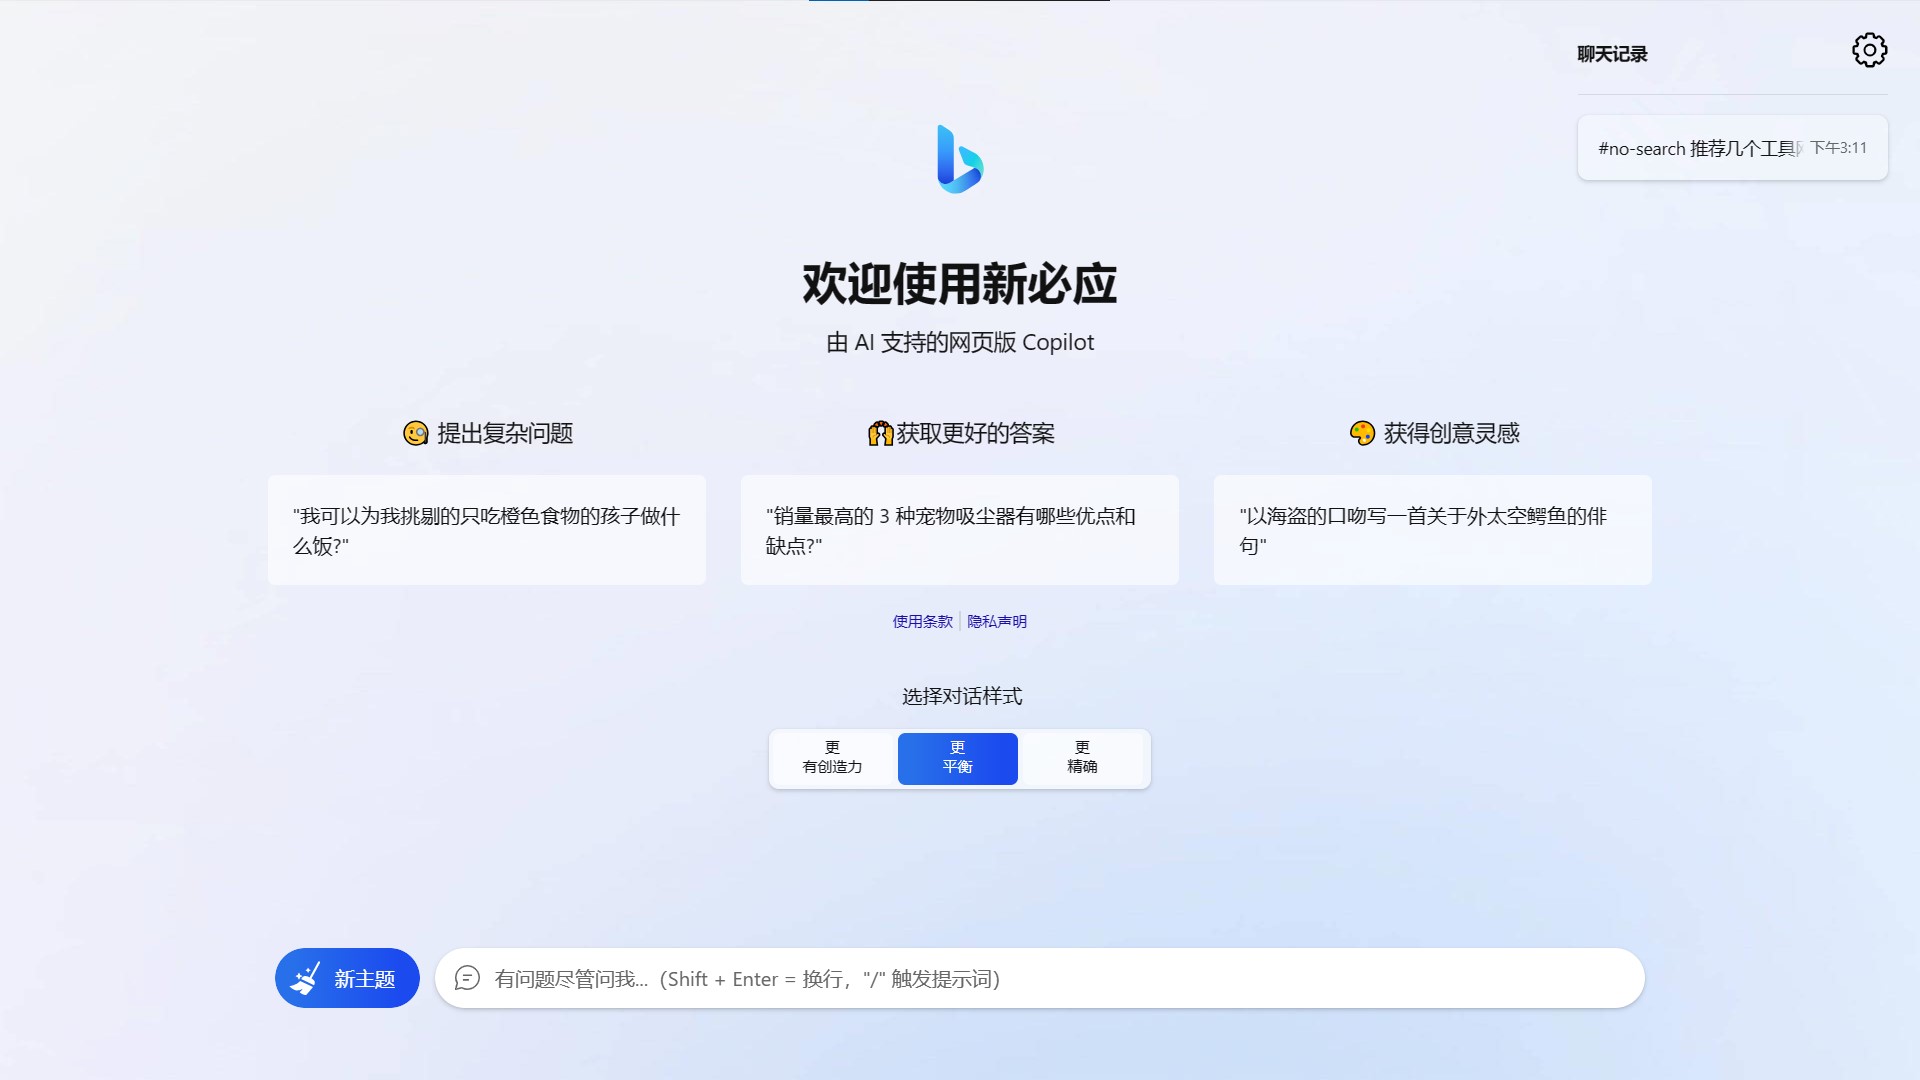 聊天记录
#no-search 推荐几个工具 下午3:11
欢迎使用新必应
由 AI 支持的网页版 Copilot
提出复杂问题
"我可以为我挑剔的只吃橙色食物的孩子做什
么饭?"
获取更好的答案
"销量最高的 3 种宠物吸尘器有哪些优点和
缺点?"
获得创意灵感
"以海盗的口吻写一首关于外太空鳄鱼的俳
句"
使用条款 隐私声明
选择对话样式
更
有创造力
更
平衡
更
精确
新主题
有问题尽管问我... (Shift + Enter = 换行，"/" 触发提示词)